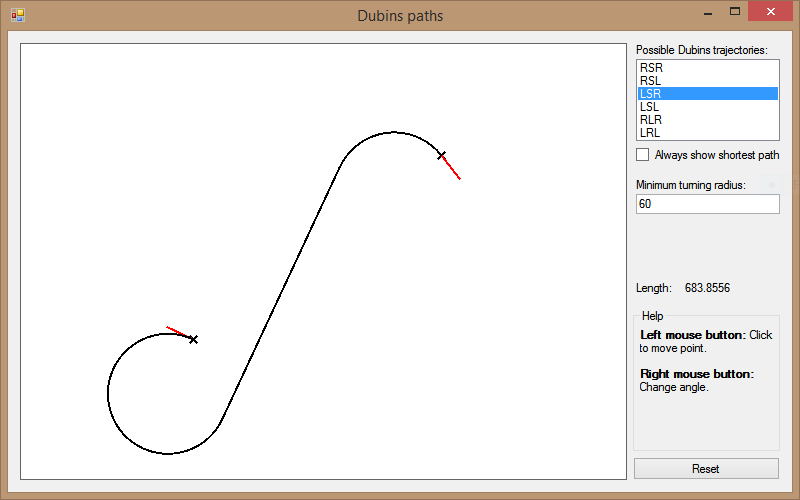 Dubins paths
Possible Dubins trajectories:
RSR
RSL
LSR
LSL
RLR
LRL
Always show shortest path
Minimum turning radius:
60
Length: 683.8556
Help
Left mouse button: Click
to move point.
Right mouse button:
Change angle.
Reset